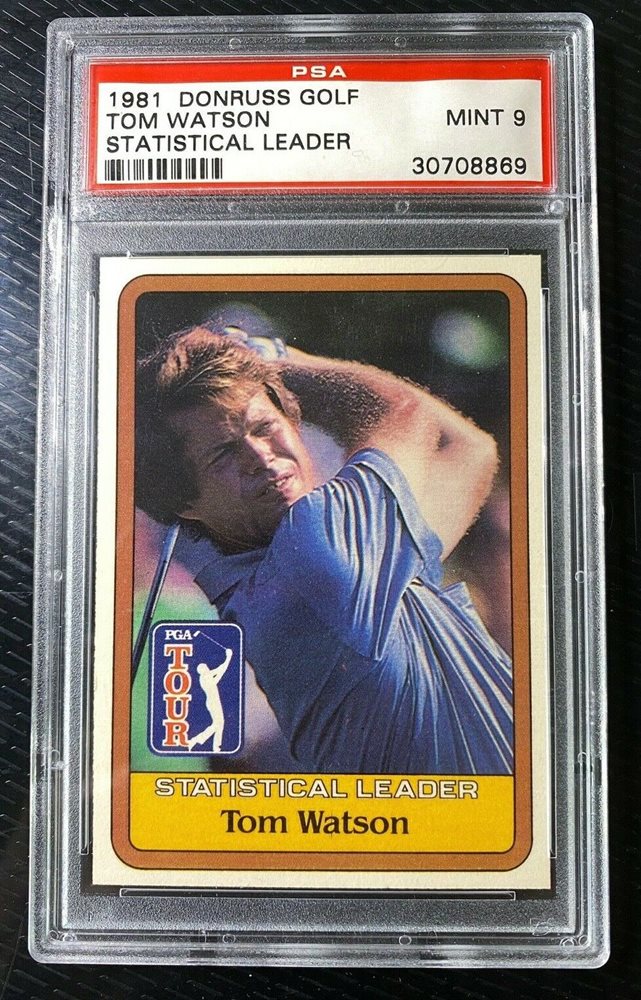 PSA
1981 DONRUSS GOLF
TOM WATSON MINT 9
STATISTICAL LEADER
30708869
PGA
TOUR
STATISTICAL LEADER
Tom Watson